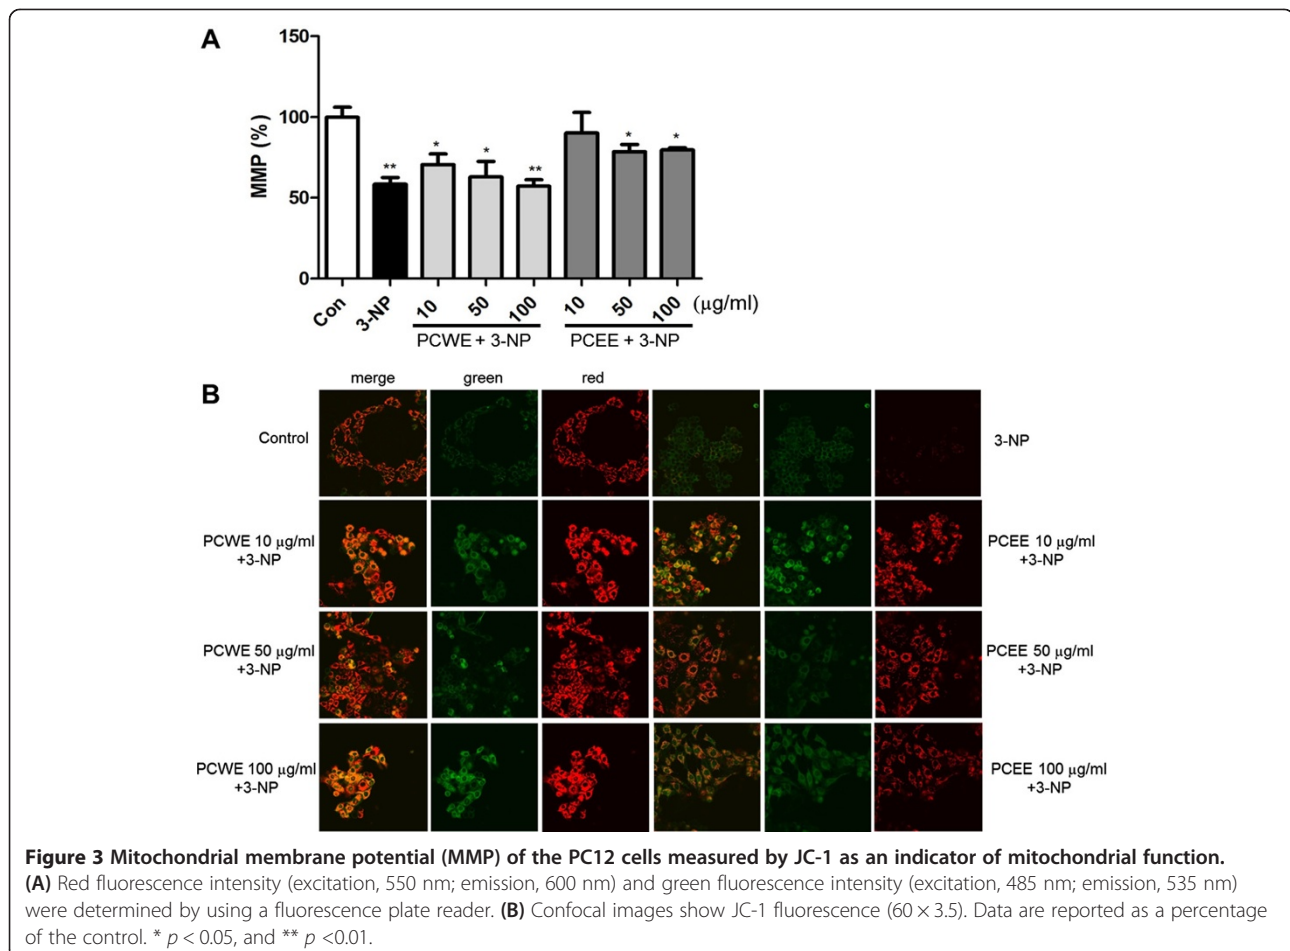 A
150
100
50
0
MMP (%)
** * * ** * *
Con 3-NP 10 50 100 10 50 100 (μg/ml)
PCWE + 3-NP PCEE + 3-NP
B
merge green red
Control 3-NP
PCWE 10 μg/ml PCEE 10 μg/ml
+3-NP +3-NP
PCWE 50 μg/ml PCEE 50 μg/ml
+3-NP +3-NP
PCWE 100 μg/ml PCEE 100 μg/ml
+3-NP +3-NP
Figure 3 Mitochondrial membrane potential (MMP) of the PC12 cells measured by JC-1 as an indicator of mitochondrial function.
(A) Red fluorescence intensity (excitation, 550 nm; emission, 600 nm) and green fluorescence intensity (excitation, 485 nm; emission, 535 nm)
were determined by using a fluorescence plate reader. (B) Confocal images show JC-1 fluorescence (60 × 3.5). Data are reported as a percentage
of the control. * p < 0.05, and ** p <0.01.